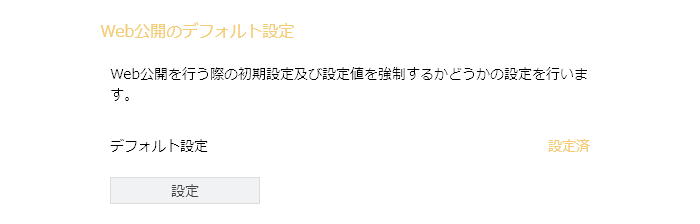 Web公開のデフォルト設定
Web公開を行う際の初期設定及び設定値を強制するかどうかの設定を行いま
す。
デフォルト設定
設定済
設定